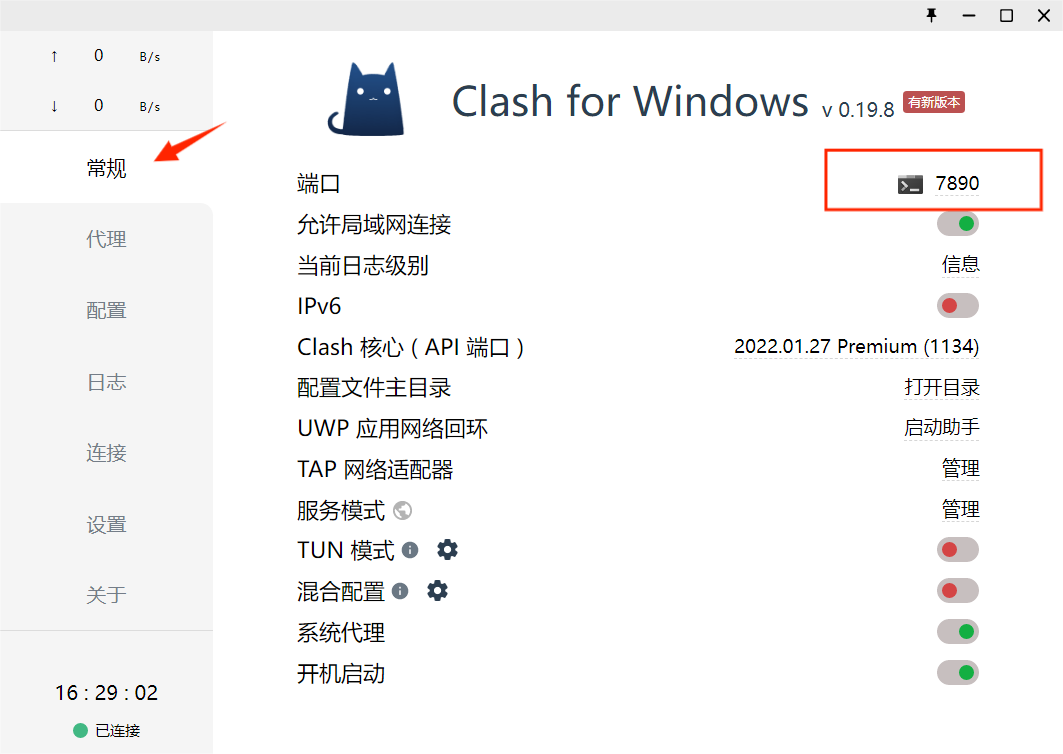 ↑ 0 B/s
↓ 0 B/s
常规
代理
配置
日志
连接
设置
关于
16 : 29 : 02
已连接
Clash for Windows v 0.19.8 有新版本
端口 7890
允许局域网连接
当前日志级别 信息
IPv6
Clash 核心 ( API 端口 ) 2022.01.27 Premium (1134)
配置文件主目录 打开目录
UWP 应用网络回环 启动助手
TAP 网络适配器 管理
服务模式 管理
TUN 模式
混合配置
系统代理
开机启动